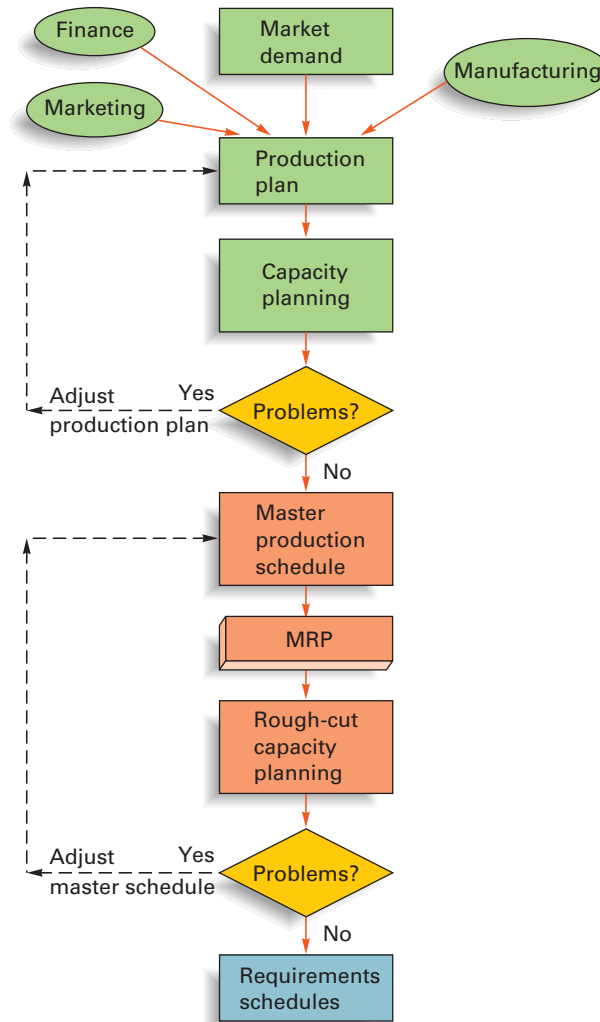 Finance
Market
demand
Manufacturing
Marketing
Production
plan
Capacity
planning
Adjust Yes
production plan
Problems?
No
Master
production
schedule
MRP
Rough-cut
capacity
planning
Adjust Yes
master schedule
Problems?
No
Requirements
schedules